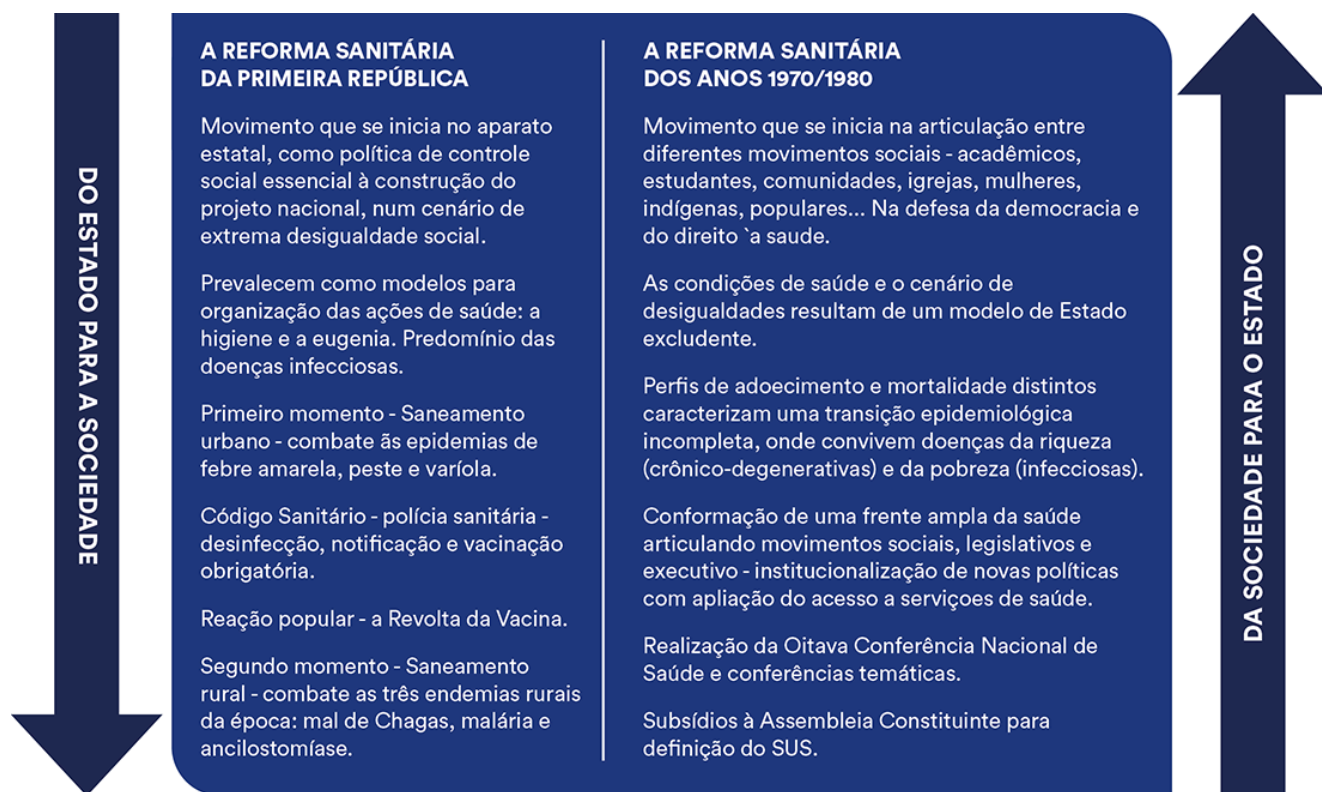 DO ESTADO PARA A SOCIEDADE
A REFORMA SANITÁRIA
DA PRIMEIRA REPÚBLICA
Movimento que se inicia no aparato
estatal, como política de controle
social essencial à construção do
projeto nacional, num cenário de
extrema desigualdade social.
Prevalecem como modelos para
organização das ações de saúde: a
higiene e a eugenia. Predomínio das
doenças infecciosas.
Primeiro momento - Saneamento
urbano - combate ãs epidemias de
febre amarela, peste e varíola.
Código Sanitário - polícia sanitária -
desinfecção, notificação e vacinação
obrigatória.
Reação popular - a Revolta da Vacina.
Segundo momento - Saneamento
rural - combate as três endemias rurais
da época: mal de Chagas, malária e
ancilostomíase.
A REFORMA SANITÁRIA
DOS ANOS 1970/1980
Movimento que se inicia na articulação entre
diferentes movimentos sociais - acadêmicos,
estudantes, comunidades, igrejas, mulheres,
indígenas, populares... Na defesa da democracia e
do direito `a saude.
As condições de saúde e o cenário de
desigualdades resultam de um modelo de Estado
excludente.
Perfis de adoecimento e mortalidade distintos
caracterizam uma transição epidemiológica
incompleta, onde convivem doenças da riqueza
(crônico-degenerativas) e da pobreza (infecciosas).
Conformação de uma frente ampla da saúde
articulando movimentos sociais, legislativos e
executivo - institucionalização de novas políticas
com apliação do acesso a serviçoes de saúde.
Realização da Oitava Conferência Nacional de
Saúde e conferências temáticas.
Subsídios à Assembleia Constituinte para
definição do SUS.
DA SOCIEDADE PARA O ESTADO